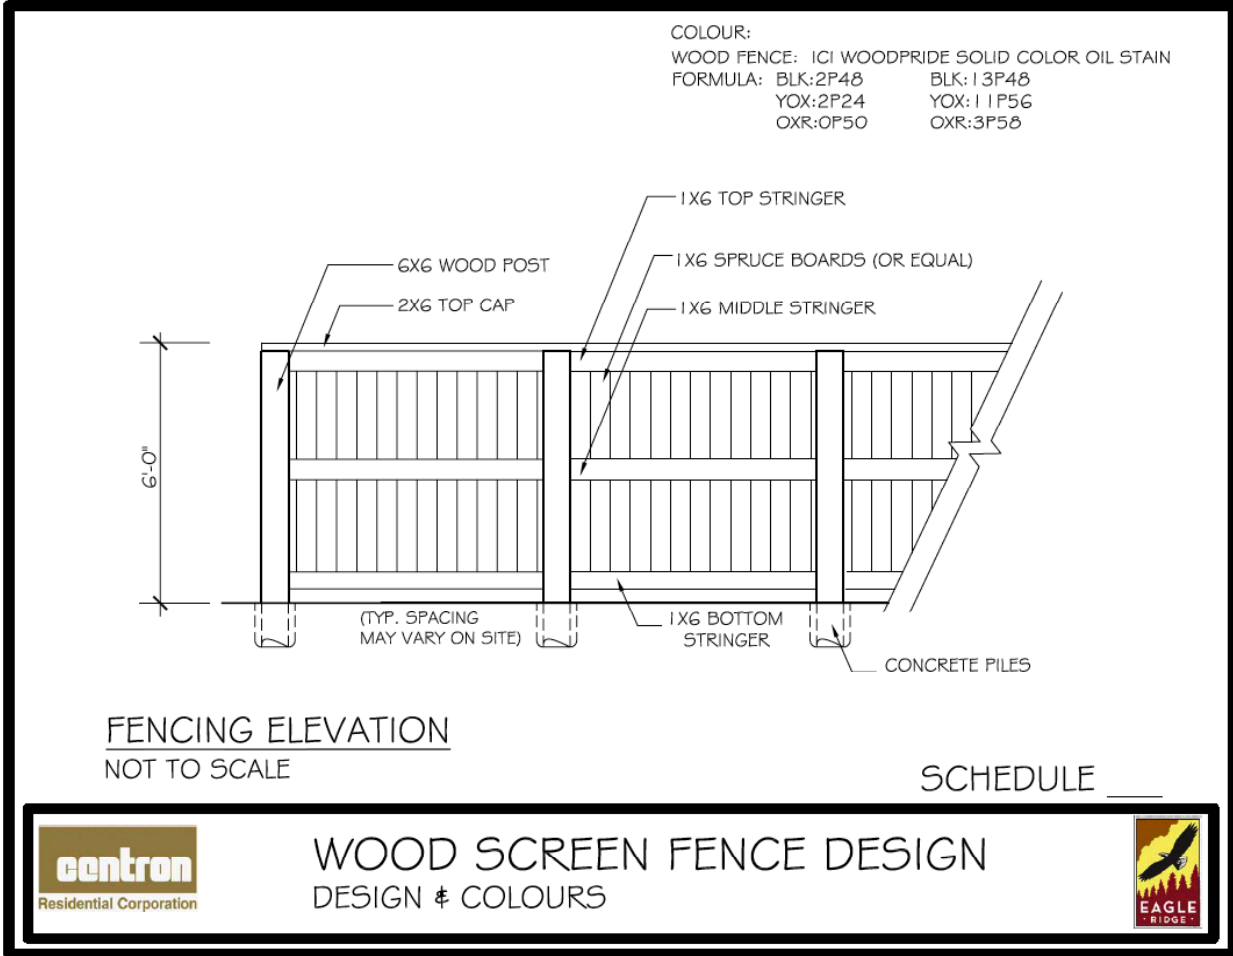 COLOUR:
WOOD FENCE: ICI WOODPRIDE SOLID COLOR OIL STAIN
FORMULA: BLK:2P48 BLK:13P48
YOX:2P24 YOX:11P56
OXR:0P50 OXR:3P58
1X6 TOP STRINGER
6X6 WOOD POST
1X6 SPRUCE BOARDS (OR EQUAL)
2X6 TOP CAP
1X6 MIDDLE STRINGER
6'-0"
(TYP. SPACING
MAY VARY ON SITE)
1X6 BOTTOM
STRINGER
CONCRETE PILES
FENCING ELEVATION
NOT TO SCALE
SCHEDULE ____
centron
Residential Corporation
WOOD SCREEN FENCE DESIGN
DESIGN & COLOURS
EAGLE
·RIDGE·